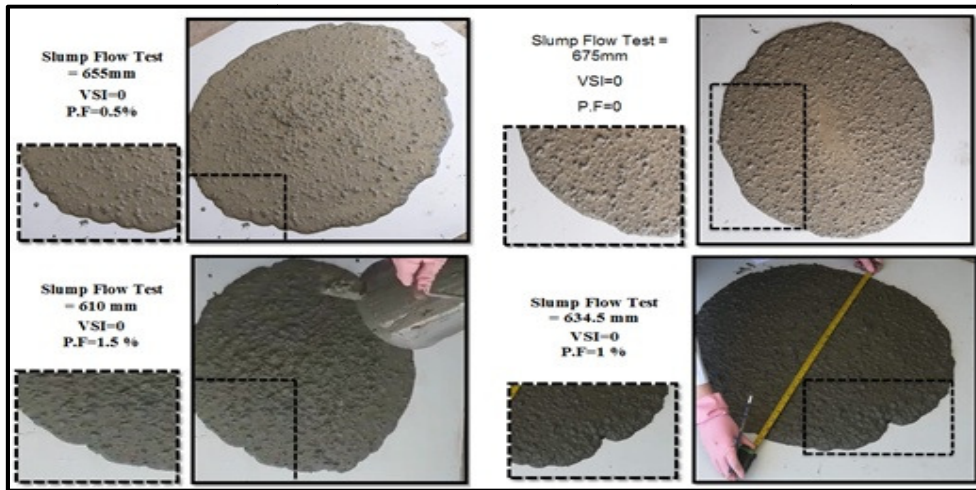 Slump Flow Test
= 655mm
VSI=0
P.F=0.5%
Slump Flow Test =
675mm
VSI=0
P.F=0
Slump Flow Test
= 610 mm
VSI=0
P.F=1.5 %
Slump Flow Test
= 634.5 mm
VSI=0
P.F=1 %